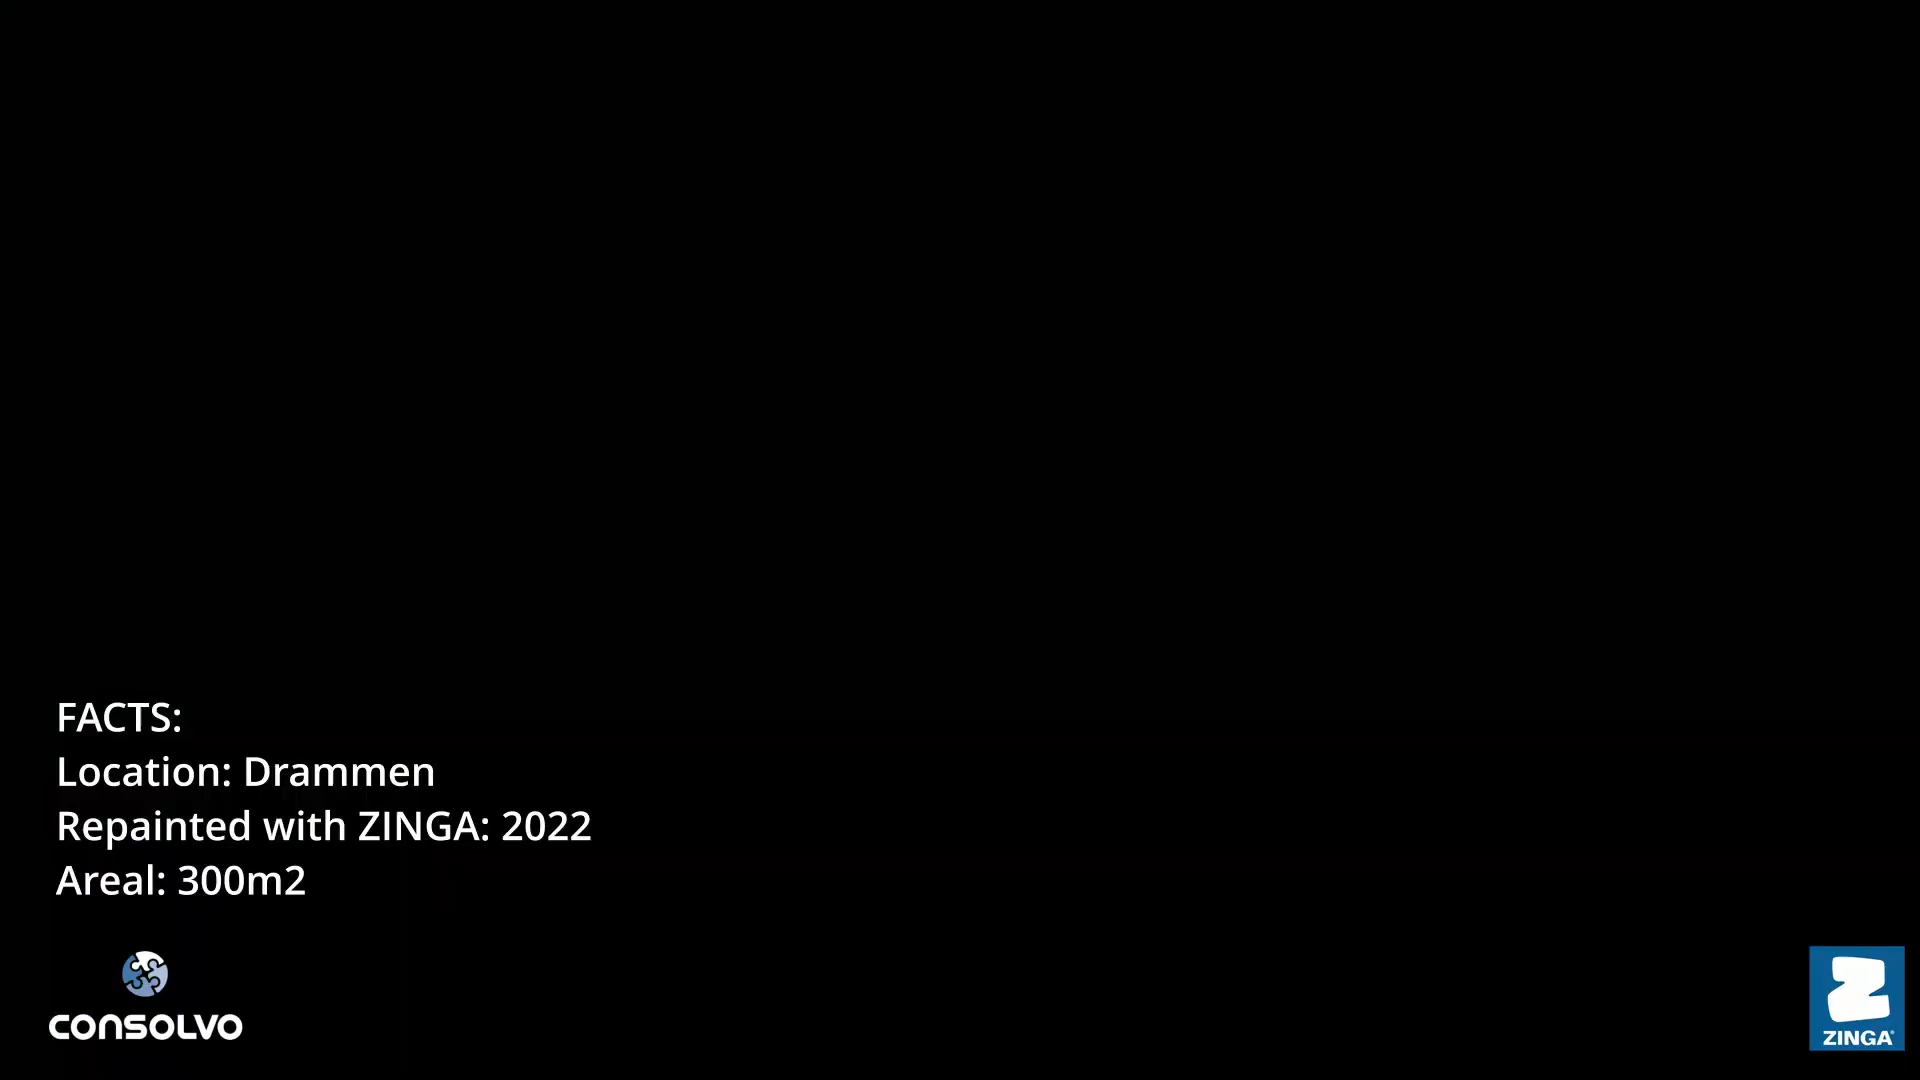 FACTS:
Location: Drammen
Repainted with ZINGA: 2022
Areal: 300m2
CONSOLVO
ZINGA®